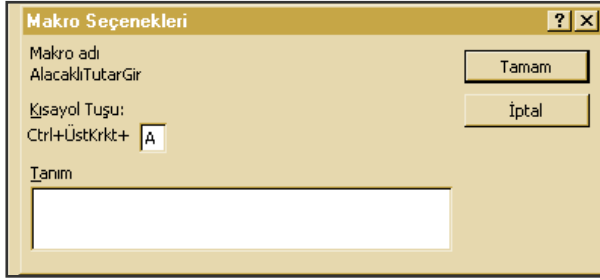 Makro Seçenekleri
Makro adı
AlacaklıTutarGir
Tamam
Kısayol Tuşu:
İptal
Ctrl+ÜstKrkt+ A
Tanım